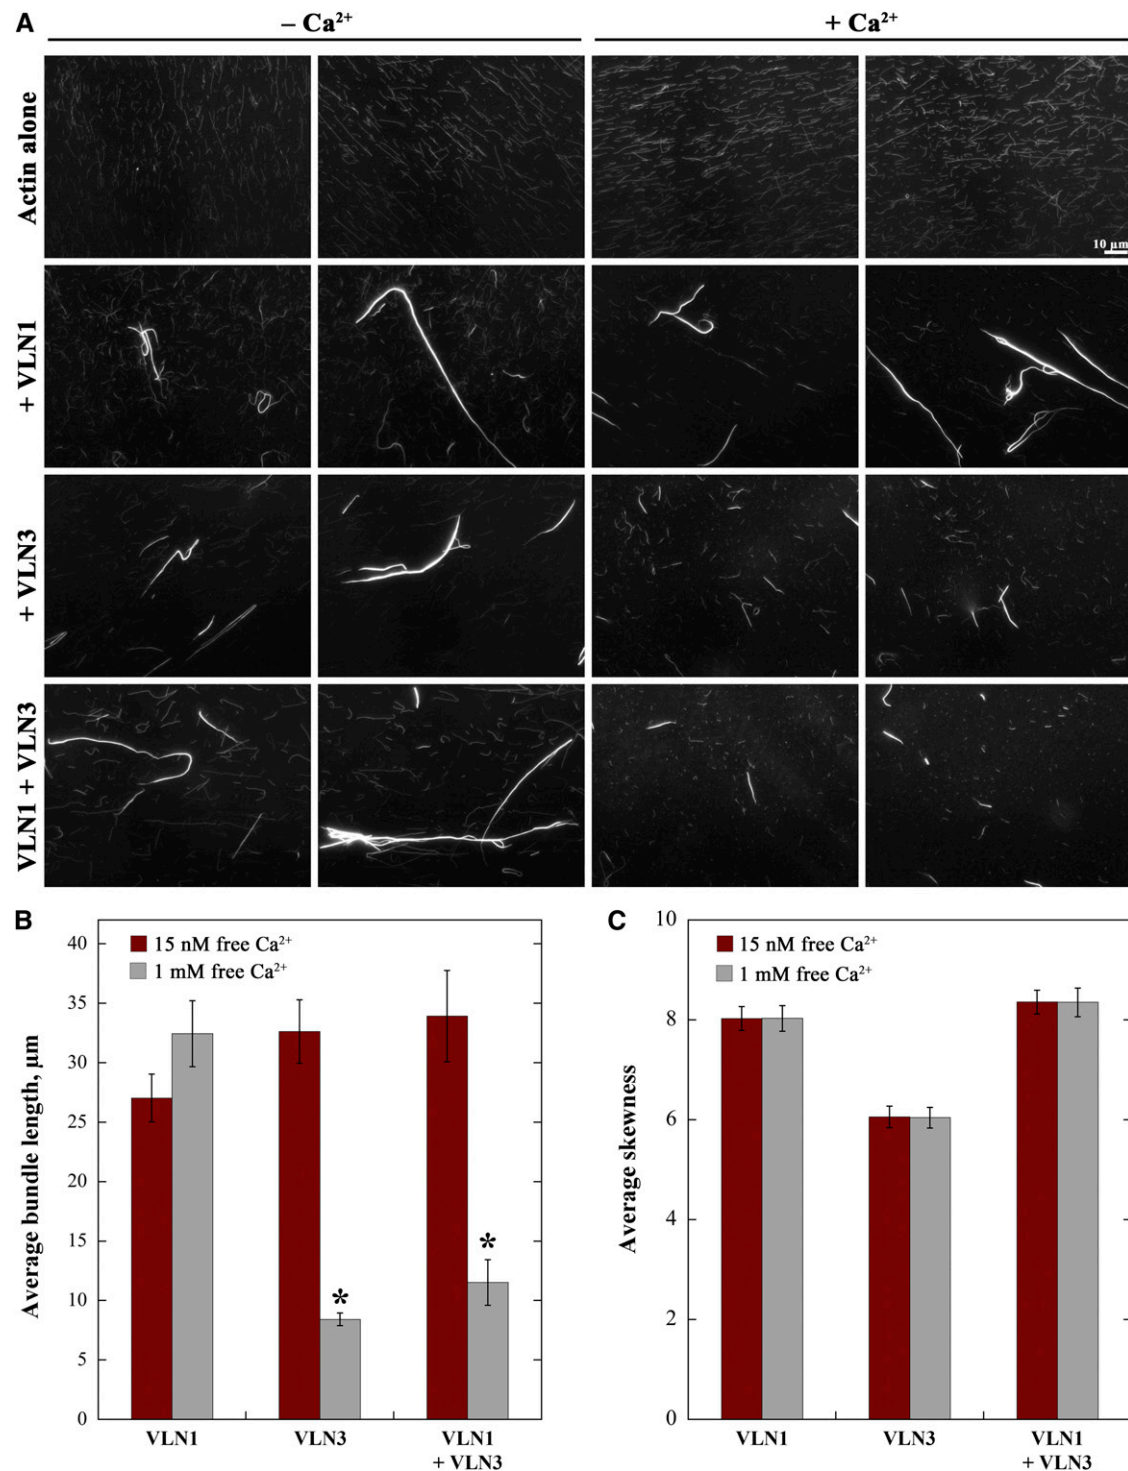 A
– Ca²⁺
+ Ca²⁺
Actin alone
10 µm
+ VLN1
+ VLN3
VLN1 + VLN3
B
Average bundle length, µm
40
35
30
25
20
15
10
5
0
15 nM free Ca²⁺
1 mM free Ca²⁺
*
*
VLN1
VLN3
VLN1
+ VLN3
C
Average skewness
10
8
6
4
2
0
15 nM free Ca²⁺
1 mM free Ca²⁺
VLN1
VLN3
VLN1
+ VLN3